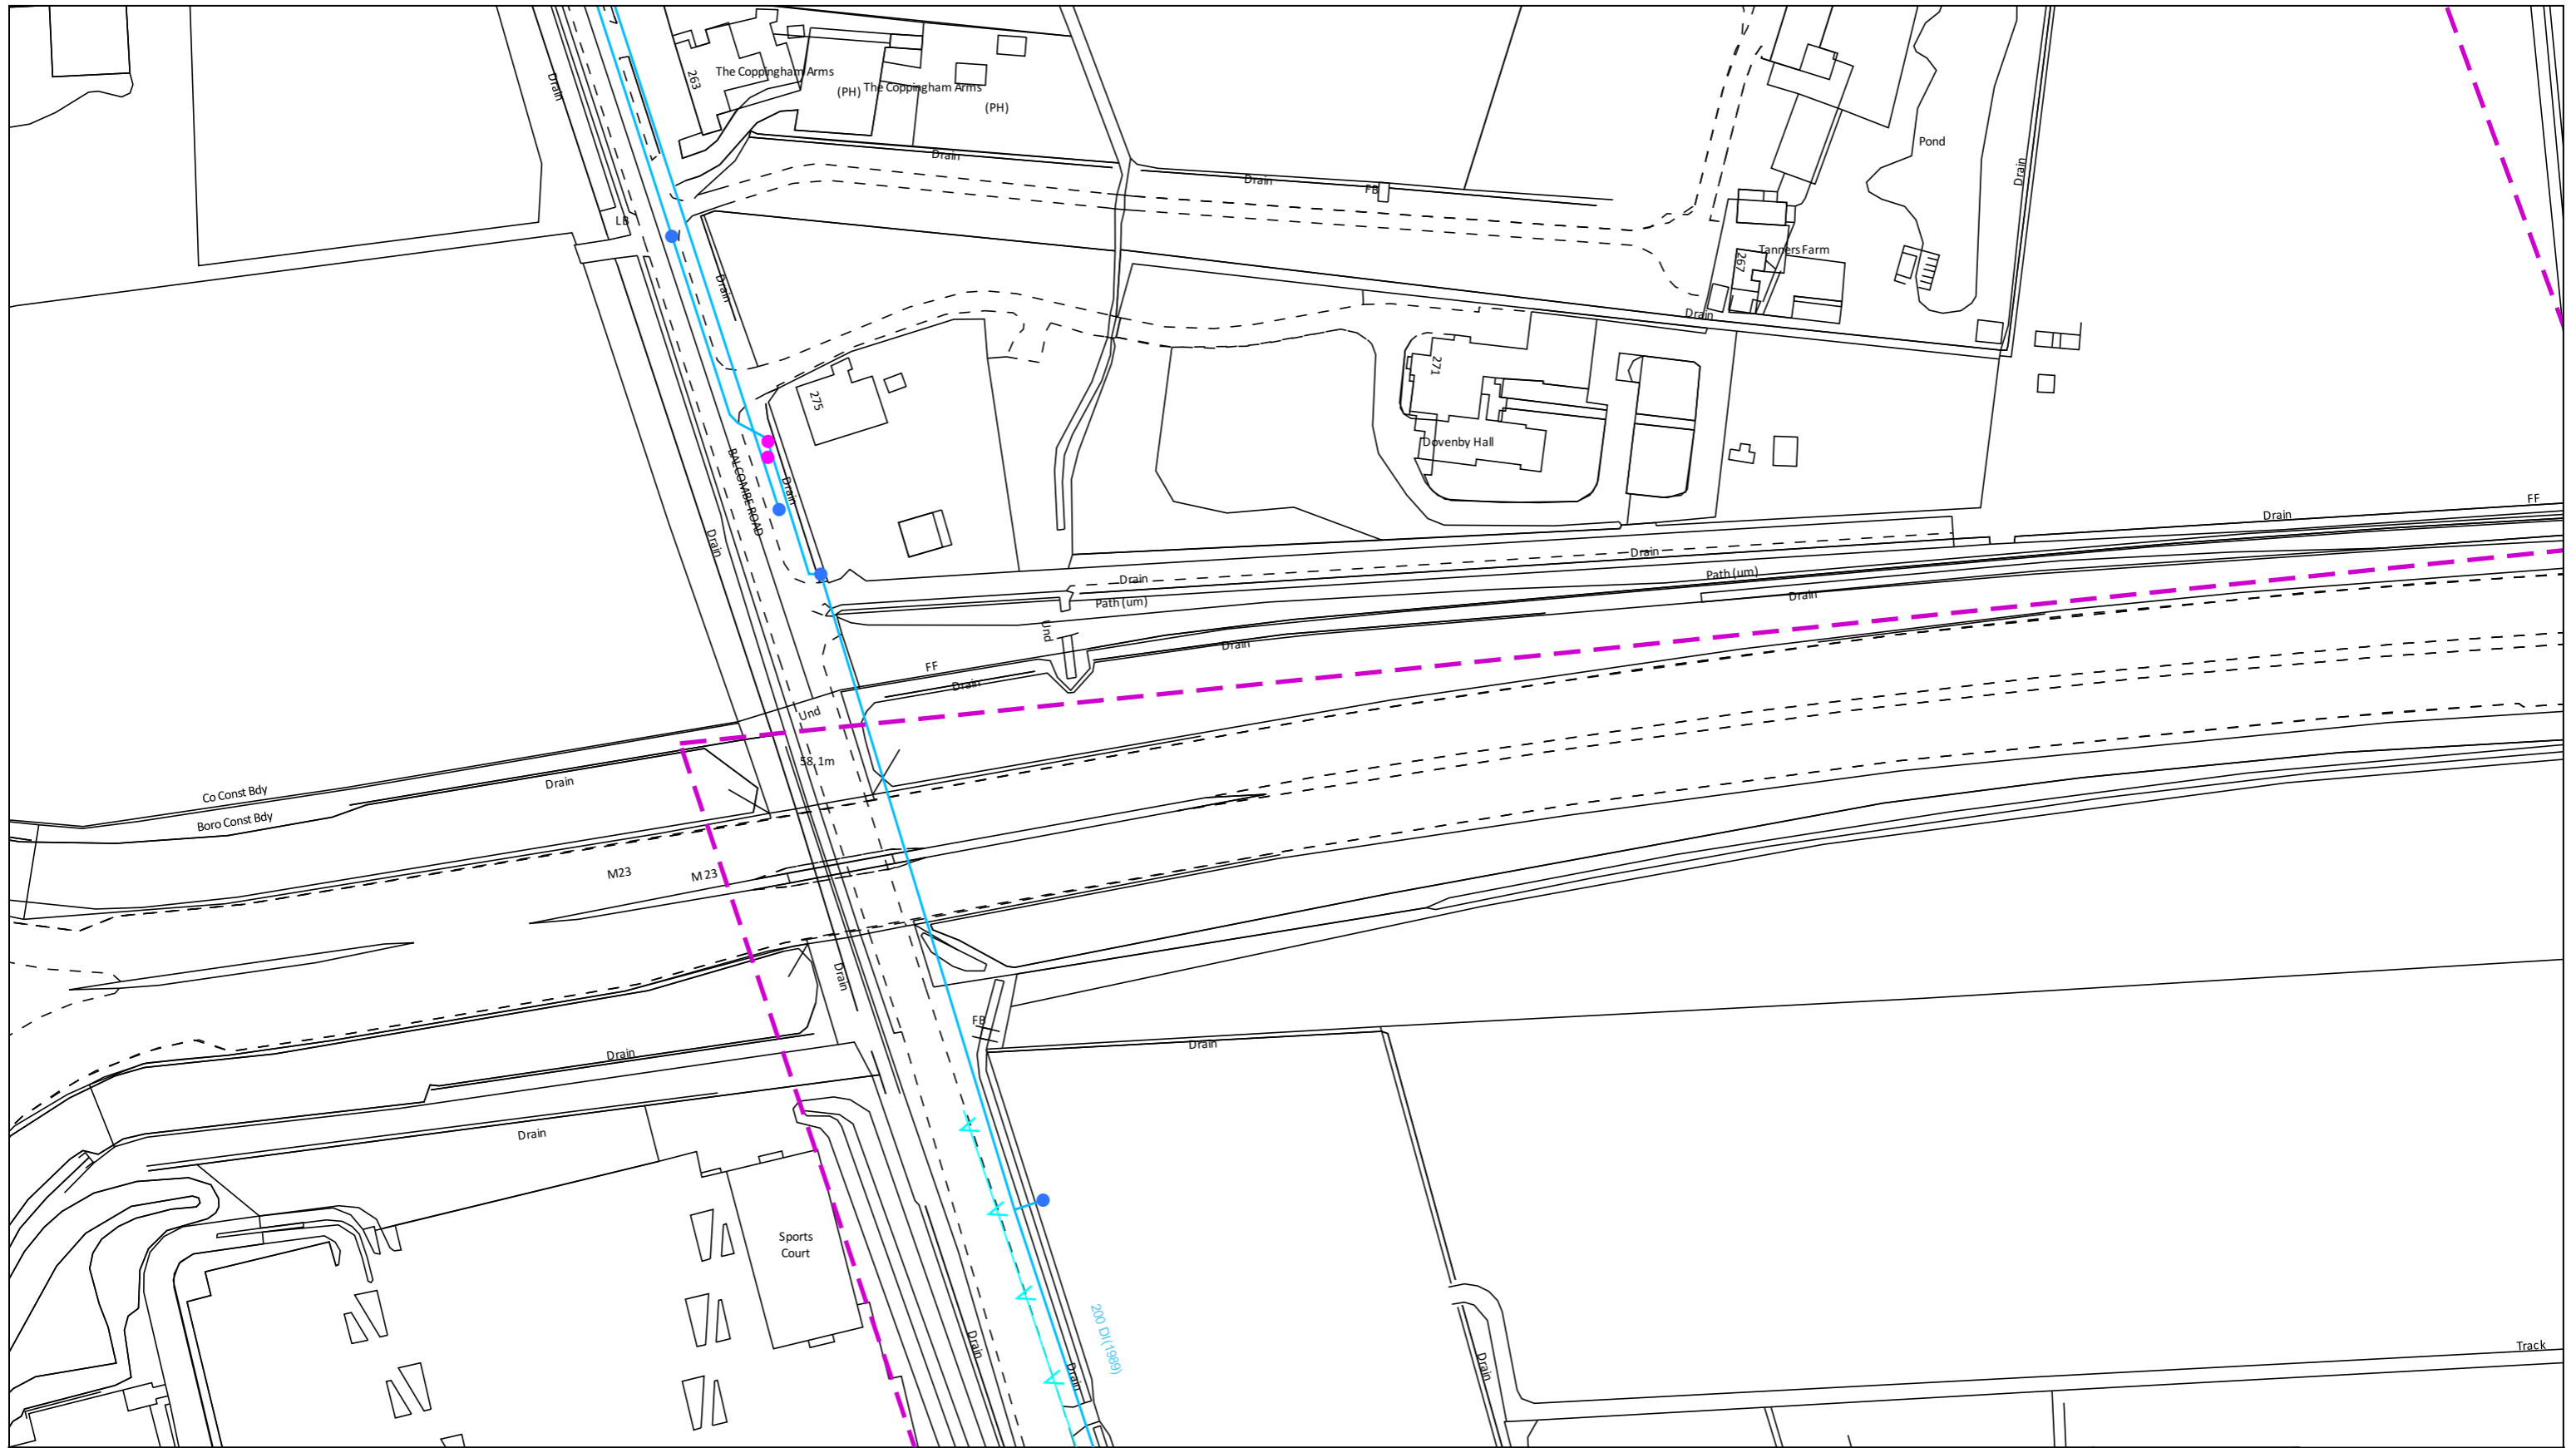 Drain
263
The Coppingham Arms
(PH)
The Coppingham Arms
(PH)
Drain
Drain
FB
Pond
Drain
LB
Drain
267
Tanners Farm
Drain
271
275
Dovenby Hall
BALCOMBE ROAD
Drain
Drain
FF
Drain
Drain
Drain
Path (um)
Path (um)
Drain
Und
Drain
FF
Drain
Und
58.1m
Co Const Bdy
Drain
Boro Const Bdy
M23
M 23
Drain
FB
Drain
Drain
Drain
Sports
Court
200 DI(1989)
Drain
Drain
Drain
Track